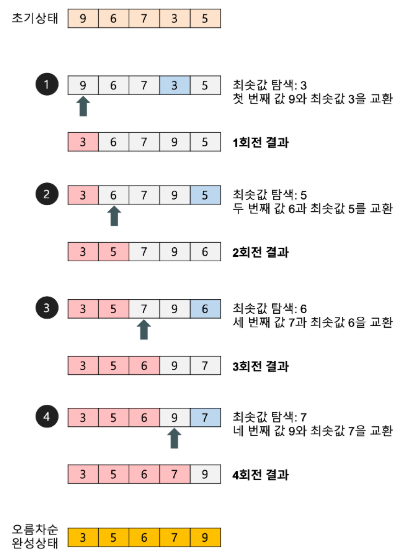 초기상태 9 6 7 3 5
1 9 6 7 3 5 최솟값 탐색: 3
첫 번째 값 9와 최솟값 3을 교환
3 6 7 9 5 1회전 결과
2 3 6 7 9 5 최솟값 탐색: 5
두 번째 값 6과 최솟값 5를 교환
3 5 7 9 6 2회전 결과
3 3 5 7 9 6 최솟값 탐색: 6
세 번째 값 7과 최솟값 6을 교환
3 5 6 9 7 3회전 결과
4 3 5 6 9 7 최솟값 탐색: 7
네 번째 값 9와 최솟값 7을 교환
3 5 6 7 9 4회전 결과
오름차순
완성상태 3 5 6 7 9